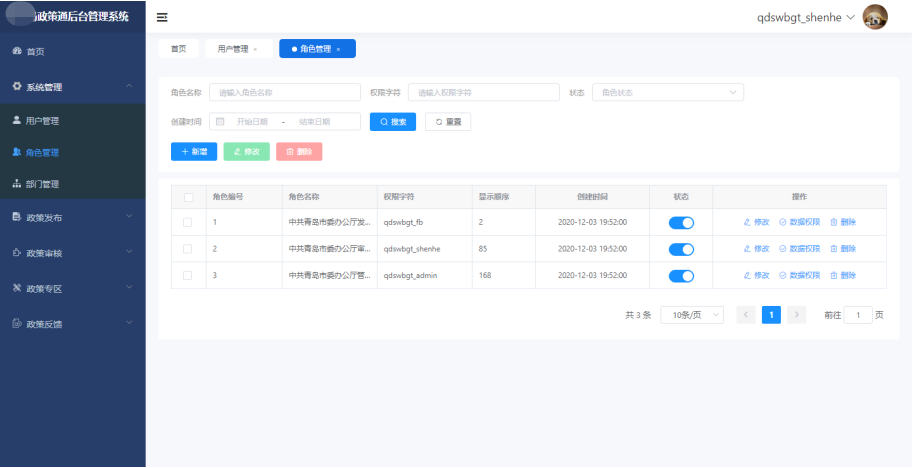 政策通后台管理系统
qdswbgt_shenhe
首页
用户管理 ×
角色管理 ×
首页
系统管理
用户管理
角色管理
部门管理
政策发布
政策审核
政策专区
政策反馈
角色名称 请输入角色名称 权限字符 请输入权限字符 状态 角色状态
创建时间 开始日期 - 结束日期 搜索 重置
+ 新增 修改 删除
角色编号 角色名称 权限字符 显示顺序 创建时间 状态 操作
1 中共青岛市委办公厅发... qdswbgt_fb 2 2020-12-03 19:52:00 修改 数据权限 删除
2 中共青岛市委办公厅审... qdswbgt_shenhe 85 2020-12-03 19:52:00 修改 数据权限 删除
3 中共青岛市委办公厅管... qdswbgt_admin 168 2020-12-03 19:52:00 修改 数据权限 删除
共 3 条 10条/页 < 1 > 前往 1 页